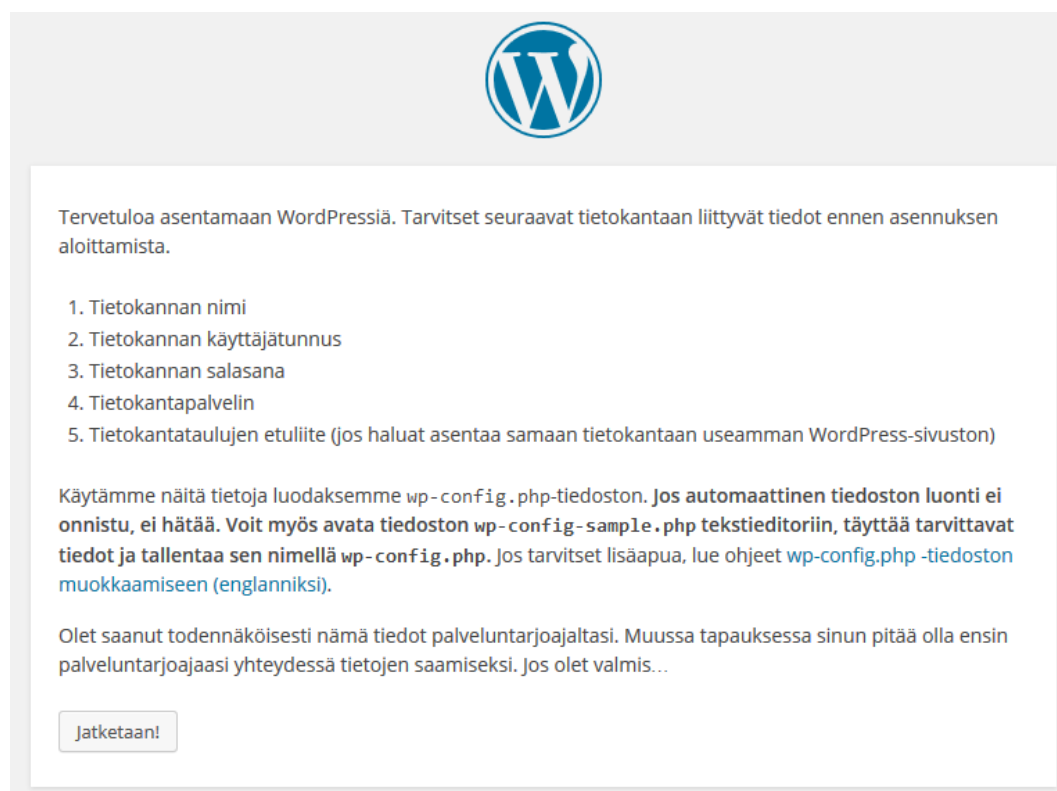 Tervetuloa asentamaan WordPressiä. Tarvitset seuraavat tietokantaan liittyvät tiedot ennen asennuksen
aloittamista.
1. Tietokannan nimi
2. Tietokannan käyttäjätunnus
3. Tietokannan salasana
4. Tietokantapalvelin
5. Tietokantataulujen etuliite (jos haluat asentaa samaan tietokantaan useamman WordPress-sivuston)
Käytämme näitä tietoja luodaksemme wp-config.php-tiedoston. Jos automaattinen tiedoston luonti ei
onnistu, ei hätää. Voit myös avata tiedoston wp-config-sample.php tekstieditoriin, täyttää tarvittavat
tiedot ja tallentaa sen nimellä wp-config.php. Jos tarvitset lisäapua, lue ohjeet wp-config.php -tiedoston
muokkaamiseen (englanniksi).
Olet saanut todennäköisesti nämä tiedot palveluntarjoajaltasi. Muussa tapauksessa sinun pitää olla ensin
palveluntarjoajaasi yhteydessä tietojen saamiseksi. Jos olet valmis…
Jatketaan!